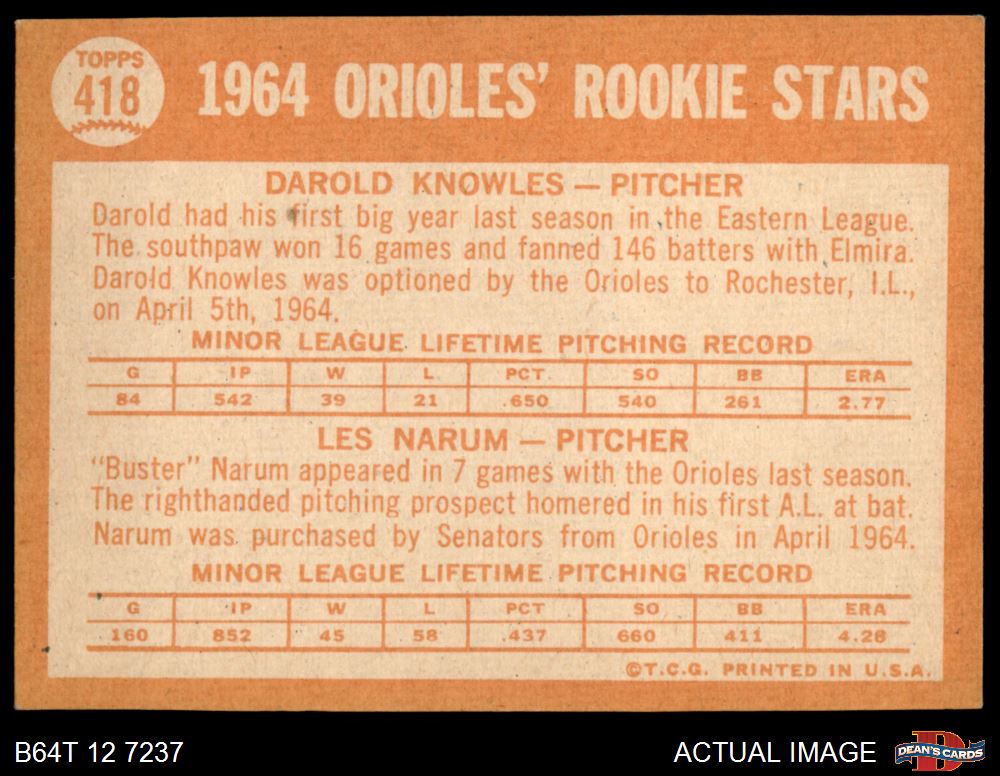 TOPPS
418
1964 ORIOLES' ROOKIE STARS
DAROLD KNOWLES — PITCHER
Darold had his first big year last season in the Eastern League.
The southpaw won 16 games and fanned 146 batters with Elmira.
Darold Knowles was optioned by the Orioles to Rochester, I.L.,
on April 5th, 1964.
MINOR LEAGUE LIFETIME PITCHING RECORD
G IP W L PCT. SO BB ERA
84 542 39 21 .650 540 261 2.77
LES NARUM — PITCHER
"Buster" Narum appeared in 7 games with the Orioles last season.
The righthanded pitching prospect homered in his first A.L. at bat.
Narum was purchased by Senators from Orioles in April 1964.
MINOR LEAGUE LIFETIME PITCHING RECORD
G IP W L PCT SO BB ERA
160 852 45 58 .437 660 411 4.28
©T.C.G. PRINTED IN U.S.A.
B64T 12 7237
ACTUAL IMAGE
DEAN'S CARDS